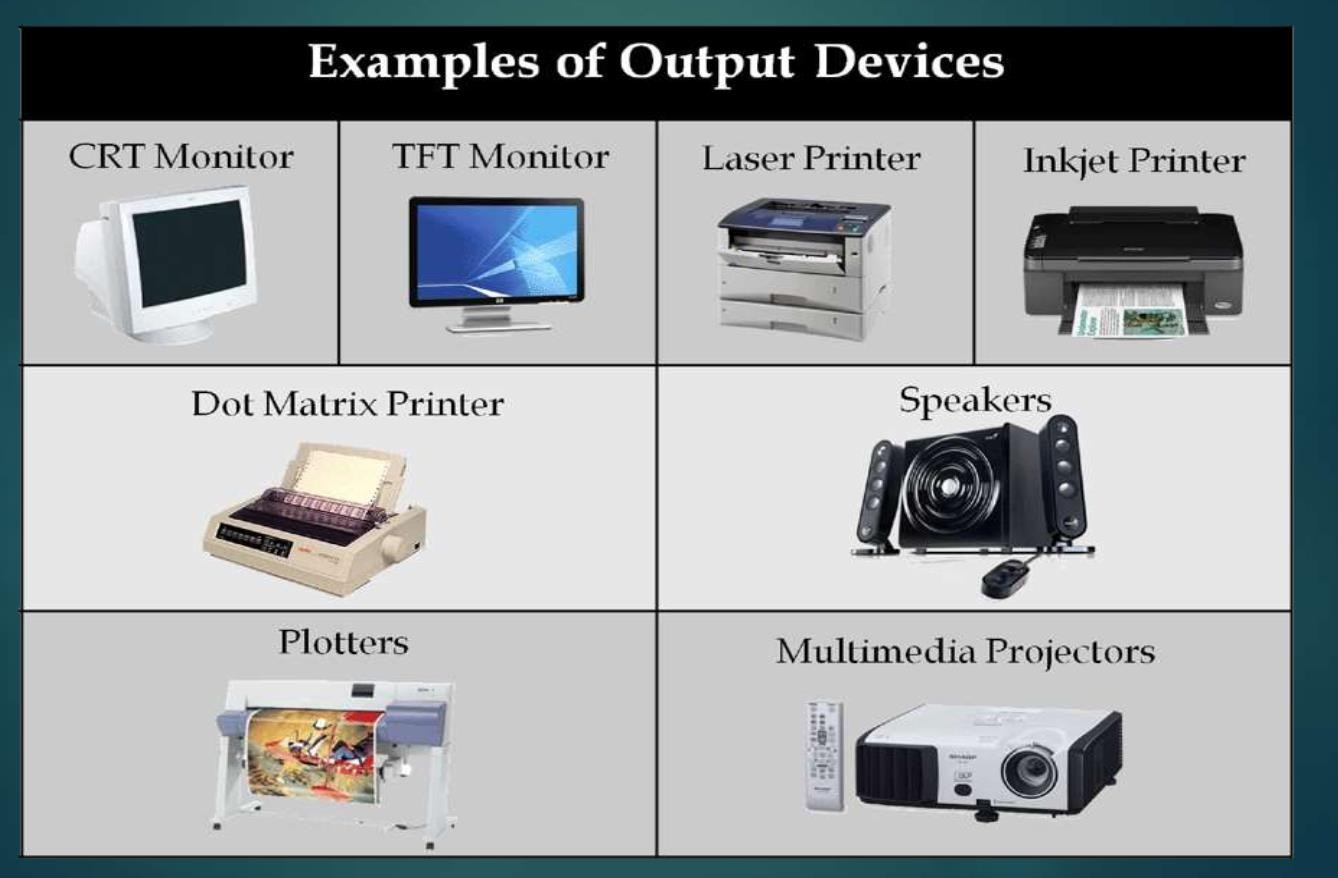 Examples of Output Devices
CRT Monitor
TFT Monitor
Laser Printer
Inkjet Printer
Dot Matrix Printer
Speakers
Plotters
Multimedia Projectors
SHARP